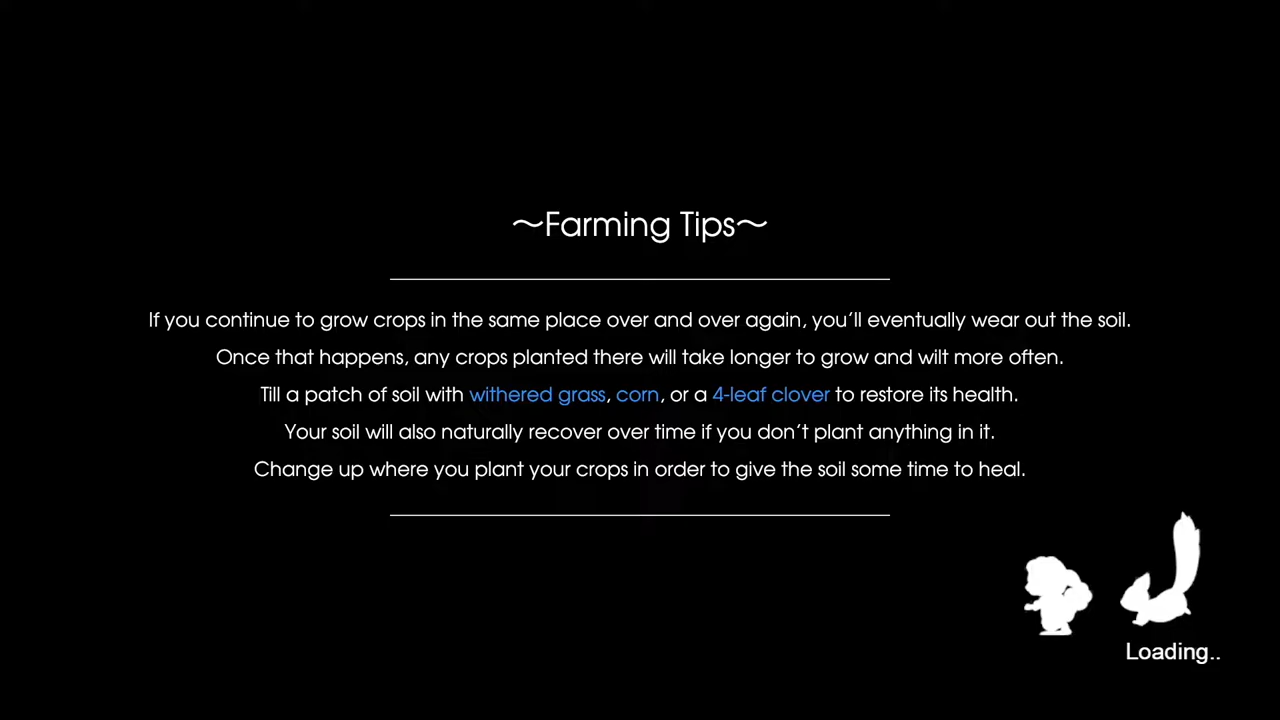 ～Farming Tips～
If you continue to grow crops in the same place over and over again, you'll eventually wear out the soil.
Once that happens, any crops planted there will take longer to grow and wilt more often.
Till a patch of soil with withered grass, corn, or a 4-leaf clover to restore its health.
Your soil will also naturally recover over time if you don't plant anything in it.
Change up where you plant your crops in order to give the soil some time to heal.
Loading..